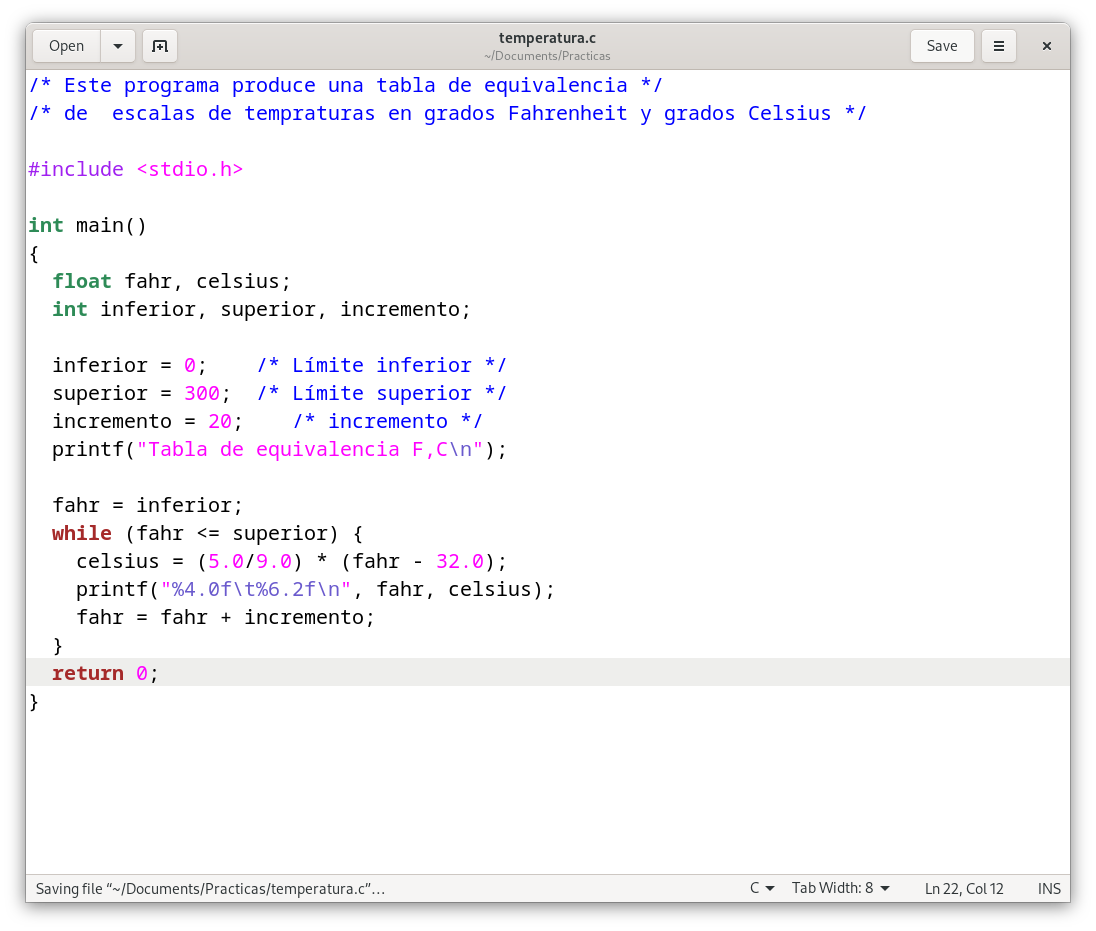 Open
temperatura.c
~/Documents/Practicas
Save
/* Este programa produce una tabla de equivalencia */
/* de  escalas de tempraturas en grados Fahrenheit y grados Celsius */
#include <stdio.h>
int main()
{
  float fahr, celsius;
  int inferior, superior, incremento;
  inferior = 0;    /* Límite inferior */
  superior = 300;  /* Límite superior */
  incremento = 20;    /* incremento */
  printf("Tabla de equivalencia F,C\n");
  fahr = inferior;
  while (fahr <= superior) {
    celsius = (5.0/9.0) * (fahr - 32.0);
    printf("%4.0f\t%6.2f\n", fahr, celsius);
    fahr = fahr + incremento;
  }
  return 0;
}
Saving file “~/Documents/Practicas/temperatura.c”…
C
Tab Width: 8
Ln 22, Col 12
INS